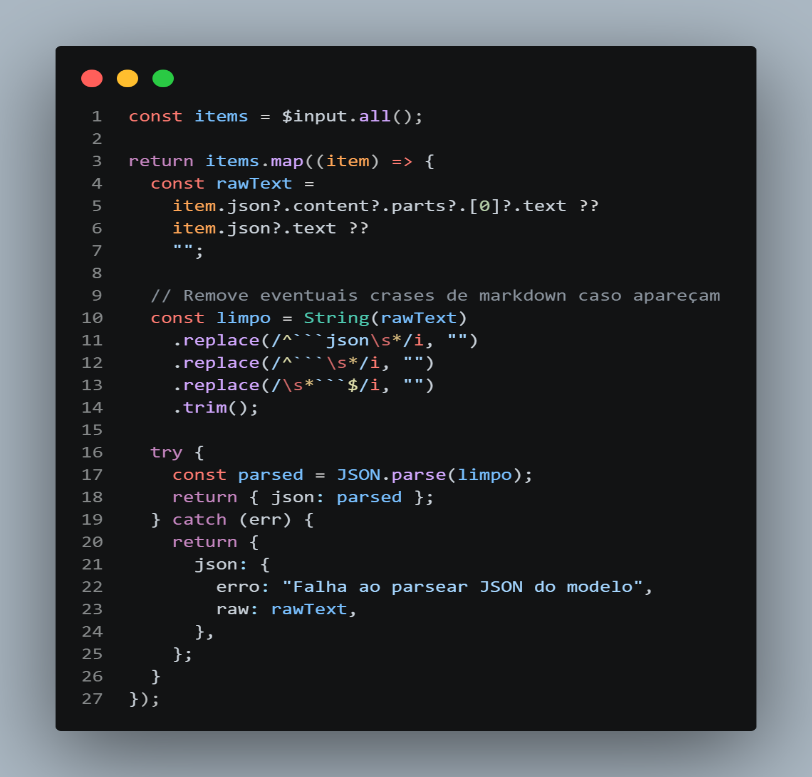 1 const items = $input.all();
2
3 return items.map((item) => {
4   const rawText =
5     item.json?.content?.parts?.[0]?.text ??
6     item.json?.text ??
7     "";
8
9   // Remove eventuais crases de markdown caso apareçam
10   const limpo = String(rawText)
11     .replace(/^```json\s*/i, "")
12     .replace(/^```\s*/i, "")
13     .replace(/\s*```$/i, "")
14     .trim();
15
16   try {
17     const parsed = JSON.parse(limpo);
18     return { json: parsed };
19   } catch (err) {
20     return {
21       json: {
22         erro: "Falha ao parsear JSON do modelo",
23         raw: rawText,
24       },
25     };
26   }
27 });